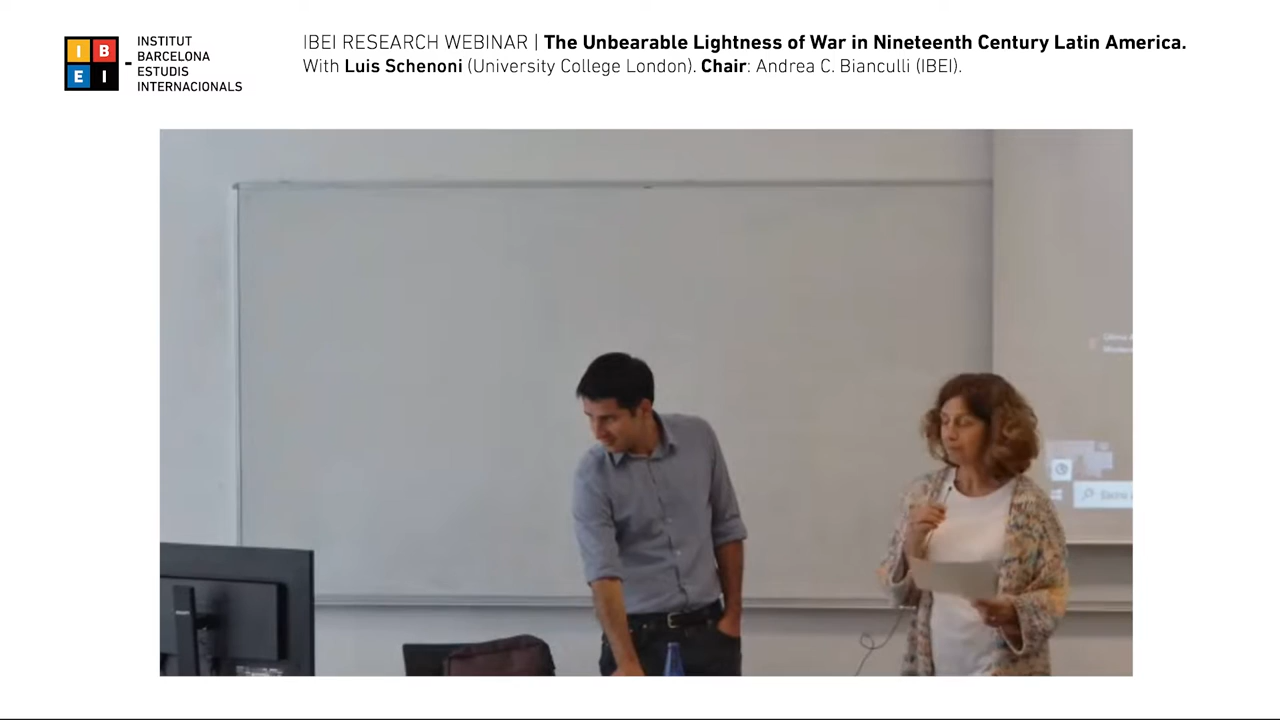 I B
E I
INSTITUT
BARCELONA
ESTUDIS
INTERNACIONALS
IBEI RESEARCH WEBINAR | The Unbearable Lightness of War in Nineteenth Century Latin America.
With Luis Schenoni (University College London). Chair: Andrea C. Bianculli (IBEI).